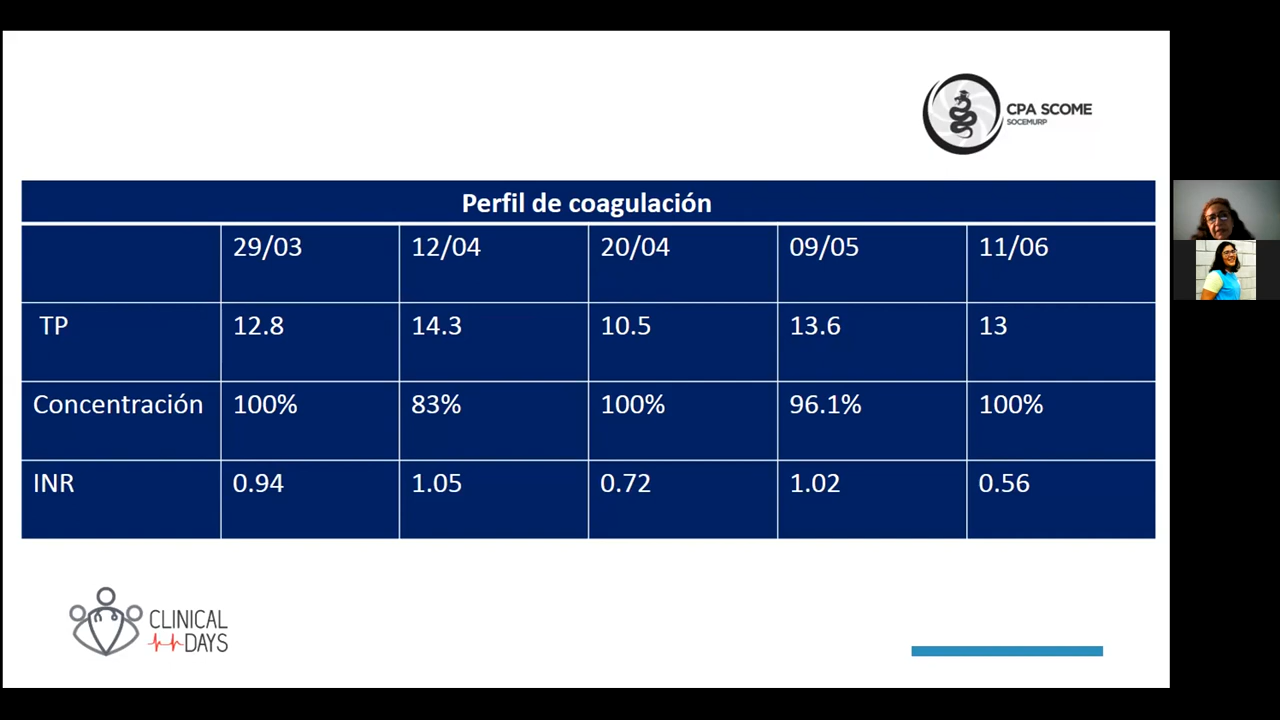 CPA SCOME
SOCEMURP
Perfil de coagulación
29/03 12/04 20/04 09/05 11/06
TP 12.8 14.3 10.5 13.6 13
Concentración 100% 83% 100% 96.1% 100%
INR 0.94 1.05 0.72 1.02 0.56
CLINICAL
DAYS